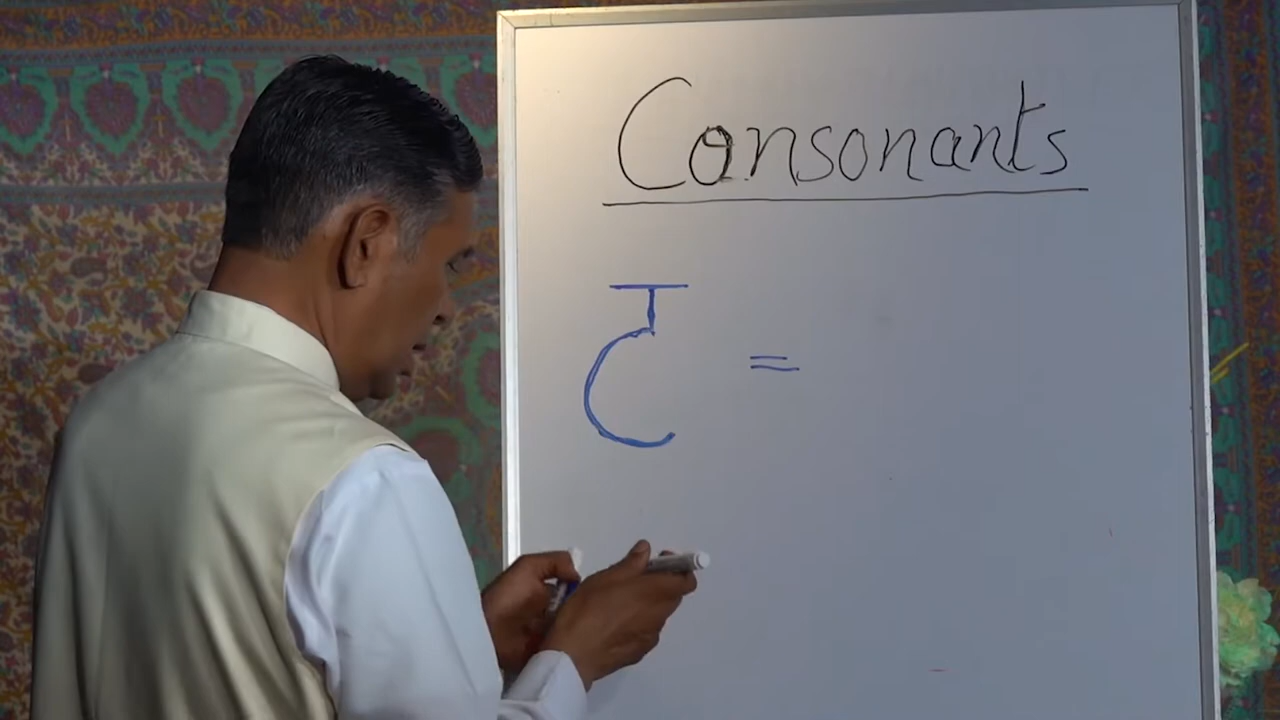 Consonants
ट =